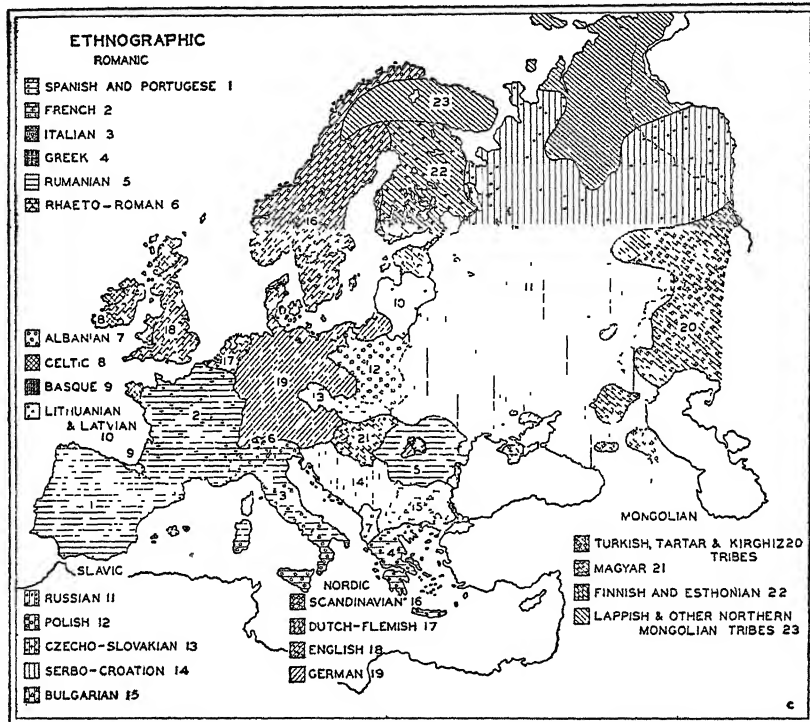 ETHNOGRAPHIC
ROMANIC
SPANISH AND PORTUGESE 1
FRENCH 2
ITALIAN 3
GREEK 4
RUMANIAN 5
RHAETO-ROMAN 6
ALBANIAN 7
CELTIC 8
BASQUE 9
LITHUANIAN
& LATVIAN
10
SLAVIC
RUSSIAN 11
POLISH 12
CZECHO-SLOVAKIAN 13
SERBO-CROATION 14
BULGARIAN 15
NORDIC
SCANDINAVIAN 16
DUTCH-FLEMISH 17
ENGLISH 18
GERMAN 19
MONGOLIAN
TURKISH, TARTAR & KIRGHIZ 20
TRIBES
MAGYAR 21
FINNISH AND ESTHONIAN 22
LAPPISH & OTHER NORTHERN
MONGOLIAN TRIBES 23
23
22
16
11
10
20
8
18
17
19
12
13
2
6
21
9
5
14
1
3
15
7
4
C